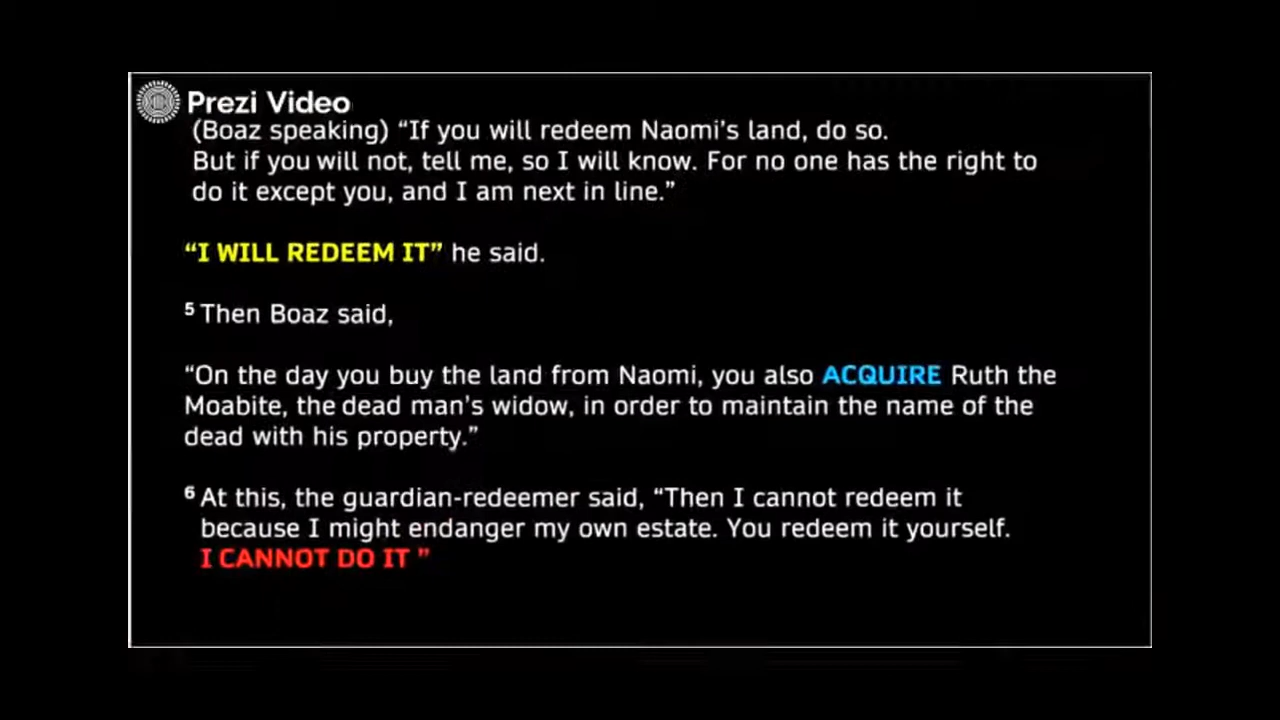 Prezi Video
(Boaz speaking) “If you will redeem Naomi’s land, do so.
But if you will not, tell me, so I will know. For no one has the right to
do it except you, and I am next in line.”
“I WILL REDEEM IT” he said.
⁵ Then Boaz said,
“On the day you buy the land from Naomi, you also ACQUIRE Ruth the
Moabite, the dead man’s widow, in order to maintain the name of the
dead with his property.”
⁶ At this, the guardian-redeemer said, “Then I cannot redeem it
because I might endanger my own estate. You redeem it yourself.
I CANNOT DO IT ”